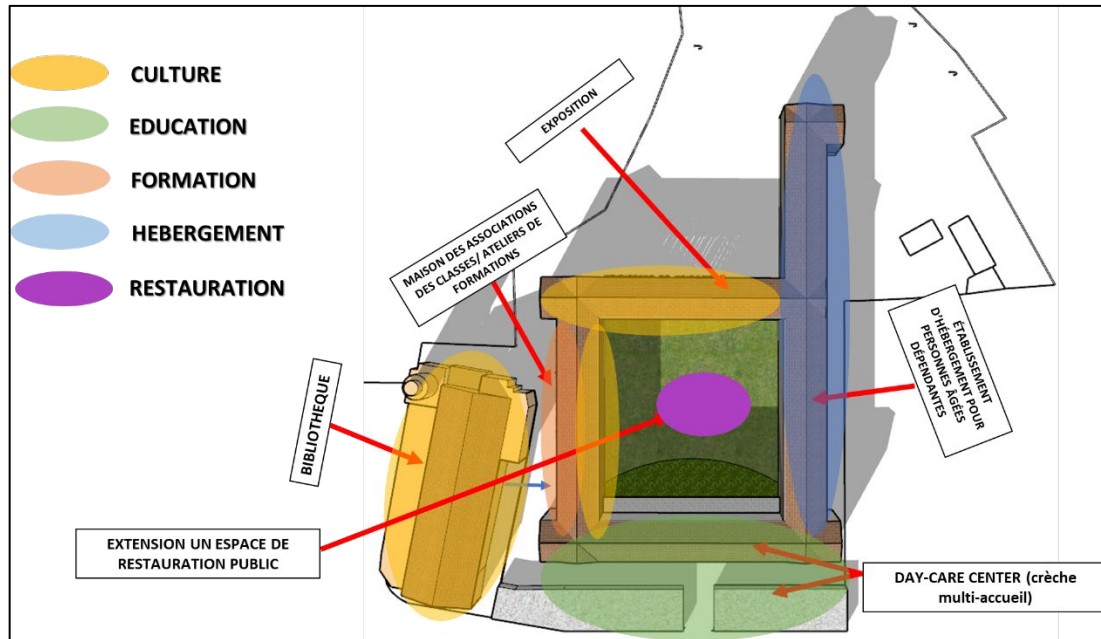 CULTURE
EDUCATION
FORMATION
HEBERGEMENT
RESTAURATION
EXPOSITION
MAISON DES ASSOCIATIONS
DES CLASSES/ ATELIERS DE
FORMATIONS
BIBLIOTHEQUE
ÉTABLISSEMENT
D'HÉBERGEMENT POUR
PERSONNES ÂGÉES
DÉPENDANTES
EXTENSION UN ESPACE DE
RESTAURATION PUBLIC
DAY-CARE CENTER (crèche
multi-accueil)